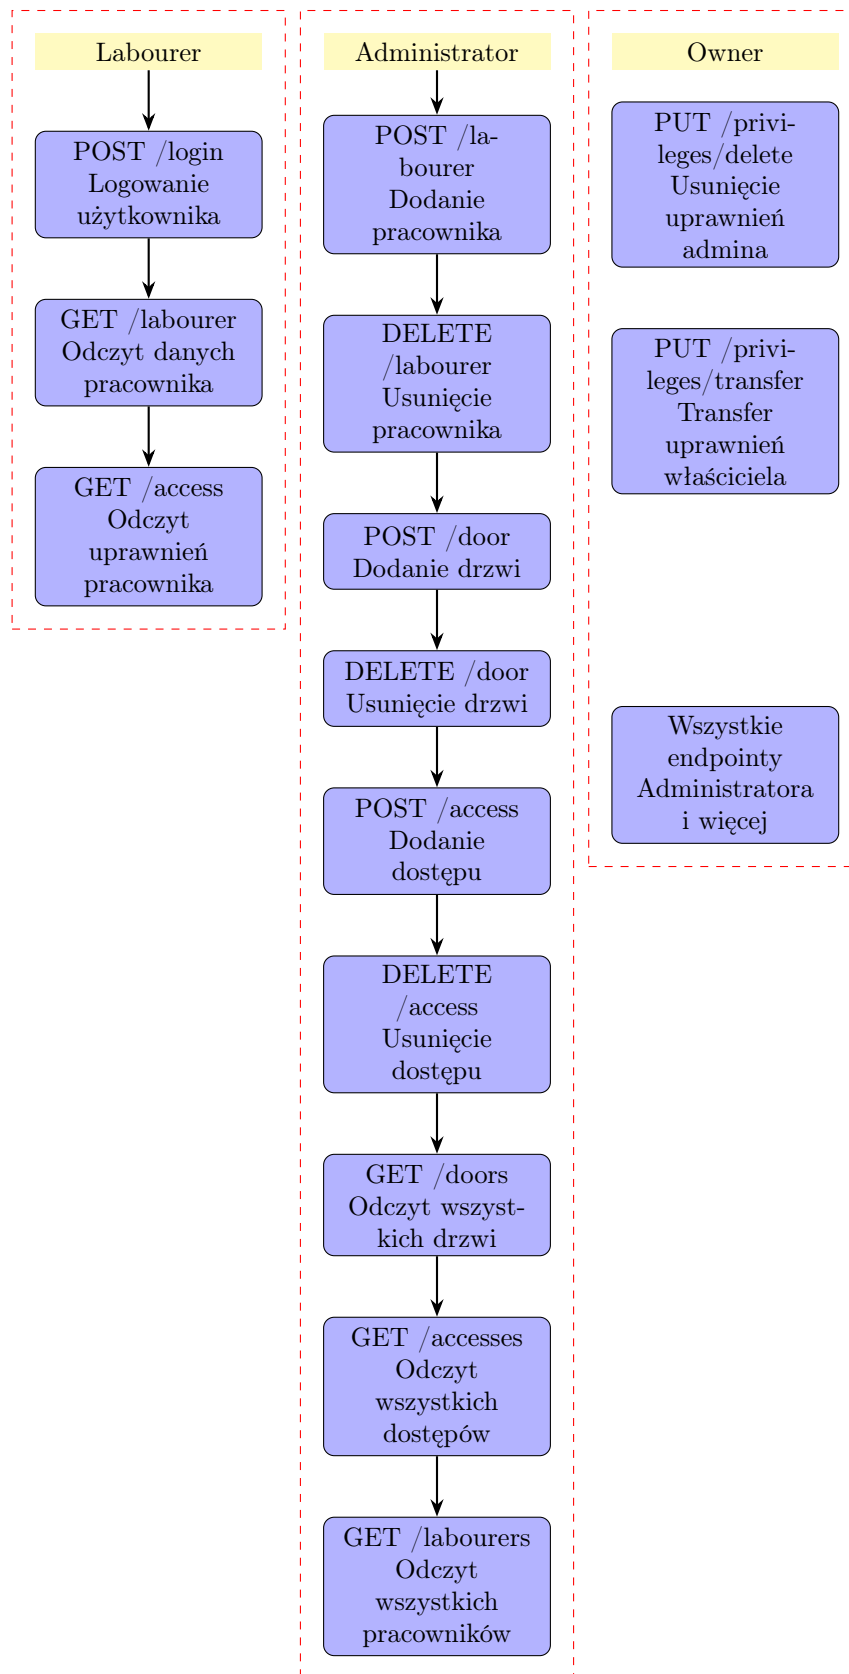 Labourer
POST /login
Logowanie
użytkownika
GET /labourer
Odczyt danych
pracownika
GET /access
Odczyt
uprawnień
pracownika
Administrator
POST /la-
bourer
Dodanie
pracownika
DELETE
/labourer
Usunięcie
pracownika
POST /door
Dodanie drzwi
DELETE /door
Usunięcie drzwi
POST /access
Dodanie
dostępu
DELETE
/access
Usunięcie
dostępu
GET /doors
Odczyt wszyst-
kich drzwi
GET /accesses
Odczyt
wszystkich
dostępów
GET /labourers
Odczyt
wszystkich
pracowników
Owner
PUT /privi-
leges/delete
Usunięcie
uprawnień
admina
PUT /privi-
leges/transfer
Transfer
uprawnień
właściciela
Wszystkie
endpointy
Administratora
i więcej